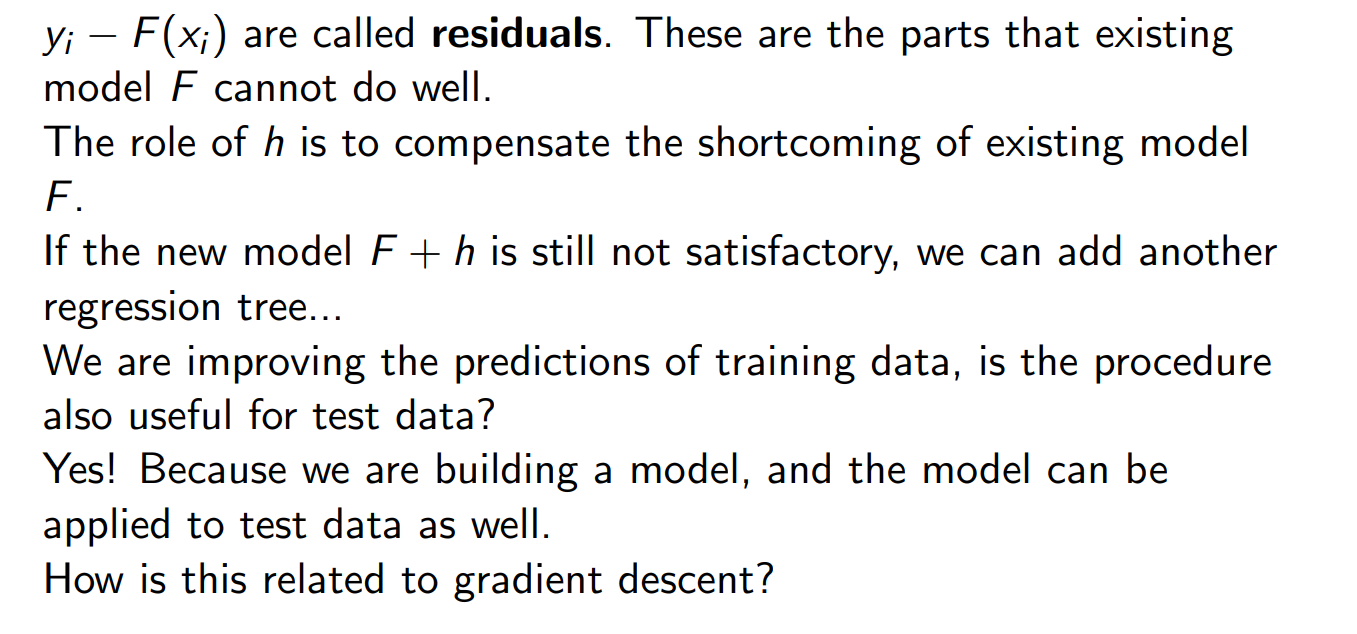 yᵢ − F(xᵢ) are called residuals. These are the parts that existing
model F cannot do well.
The role of h is to compensate the shortcoming of existing model
F.
If the new model F + h is still not satisfactory, we can add another
regression tree...
We are improving the predictions of training data, is the procedure
also useful for test data?
Yes! Because we are building a model, and the model can be
applied to test data as well.
How is this related to gradient descent?